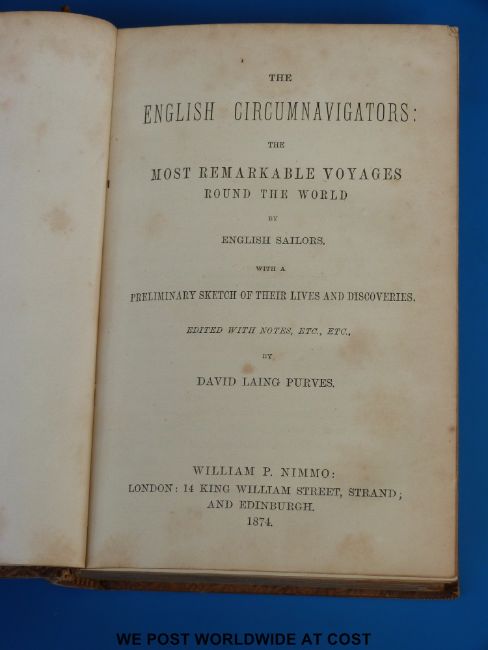 THE
ENGLISH CIRCUMNAVIGATORS:
THE
MOST REMARKABLE VOYAGES
ROUND THE WORLD
BY
ENGLISH SAILORS,
WITH A
PRELIMINARY SKETCH OF THEIR LIVES AND DISCOVERIES.
EDITED WITH NOTES, ETC., ETC.,
BY
DAVID LAING PURVES.
WILLIAM P. NIMMO:
LONDON: 14 KING WILLIAM STREET, STRAND;
AND EDINBURGH.
1874.
WE POST WORLDWIDE AT COST